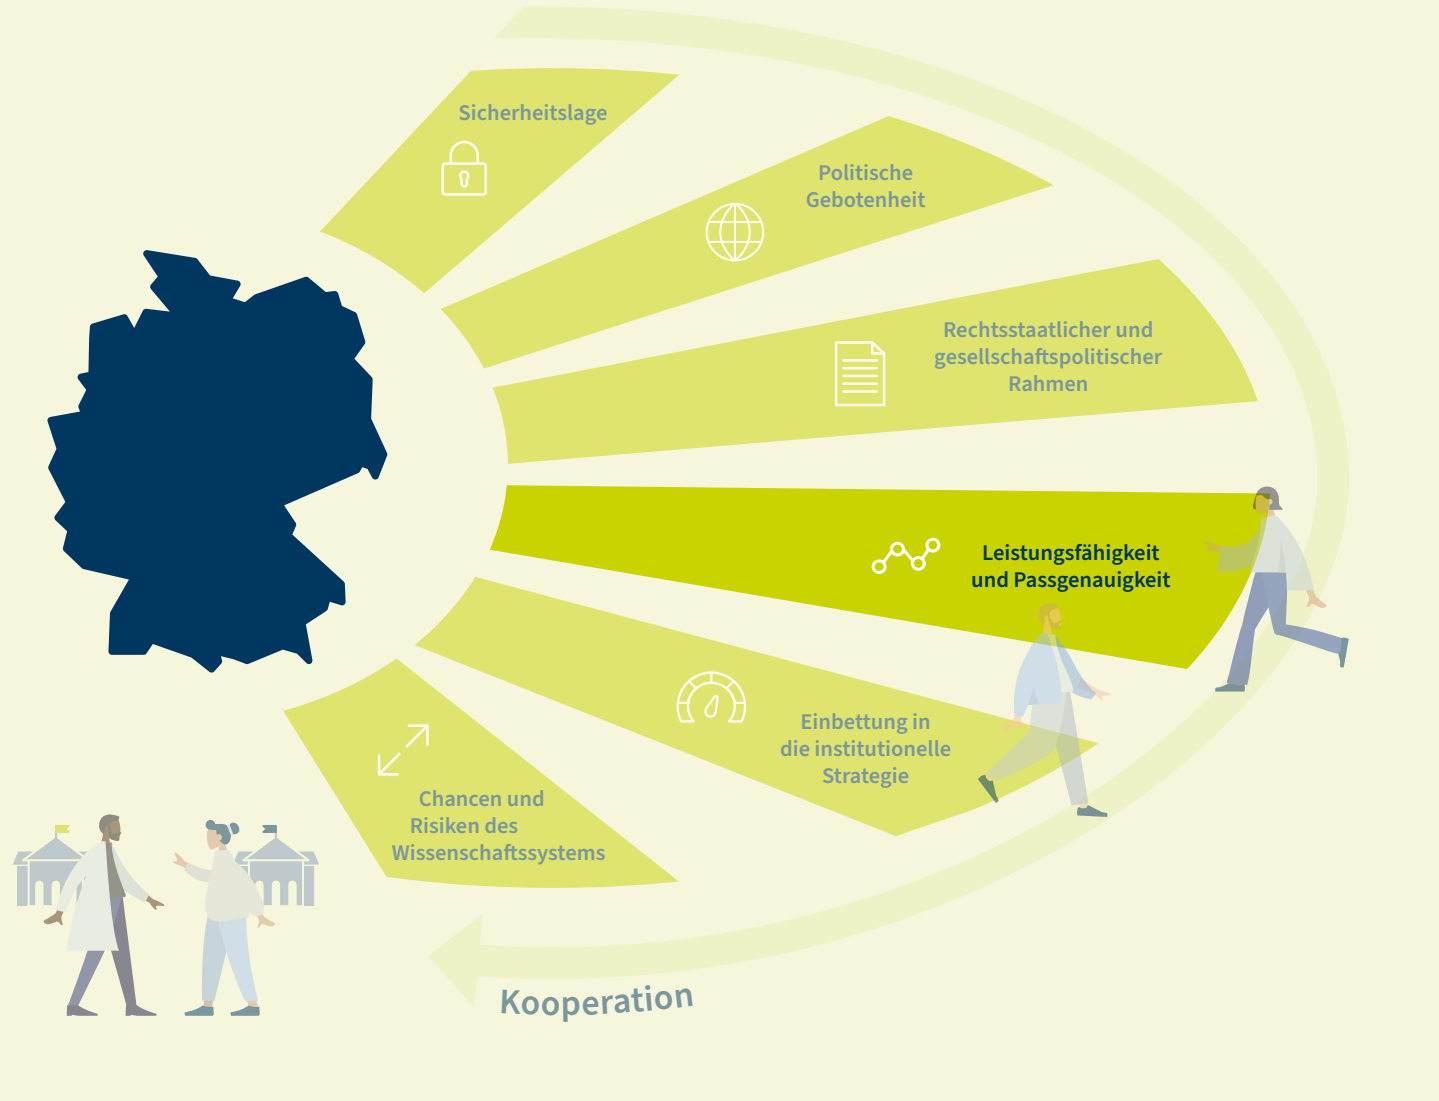 Sicherheitslage
Politische
Gebotenheit
Rechtsstaatlicher und
gesellschaftspolitischer
Rahmen
Leistungsfähigkeit
und Passgenauigkeit
Einbettung in
die institutionelle
Strategie
Chancen und
Risiken des
Wissenschaftssystems
Kooperation